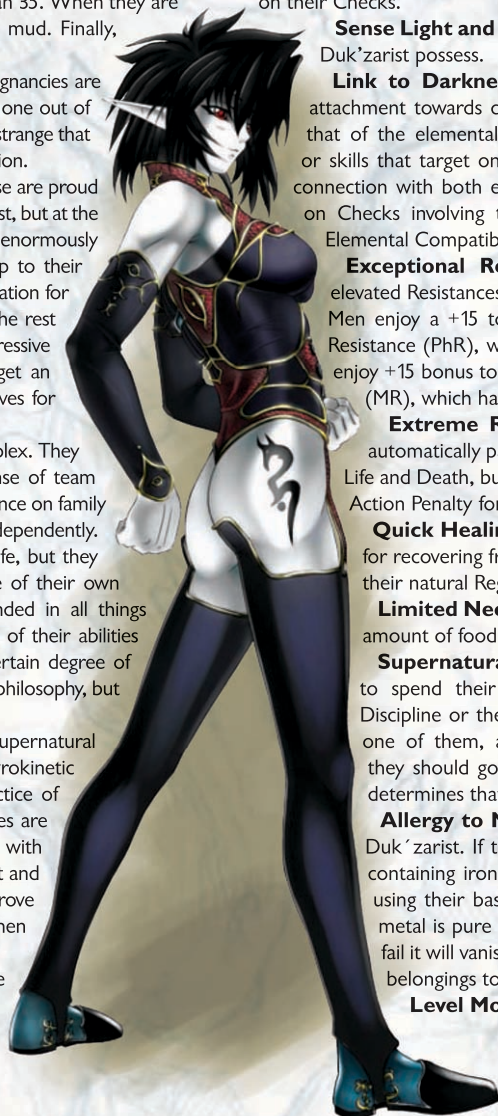 an 35. When they are
mud. Finally,
gnancies are
one out of
strange that
ion.
se are proud
st, but at the
enormously
p to their
ation for
he rest
ressive
get an
ves for
plex. They
nse of team
nce on family
dependently.
fe, but they
e of their own
nded in all things
of their abilities
ertain degree of
philosophy, but
upernatural
yrokinetic
ctice of
es are
with
t and
rove
hen
e
on their Checks.
Sense Light and
Duk'zarist possess.
Link to Darkne
attachment towards d
that of the elemental
or skills that target on
connection with both e
on Checks involving t
Elemental Compatib
Exceptional Re
elevated Resistances
Men enjoy a +15 to
Resistance (PhR), w
enjoy +15 bonus to
(MR), which ha
Extreme R
automatically p
Life and Death, bu
Action Penalty for
Quick Healin
for recovering fr
their natural Reg
Limited Nee
amount of food
Supernatura
to spend their
Discipline or the
one of them, a
they should go
determines tha
Allergy to M
Duk´zarist. If t
containing iron
using their bas
metal is pure
fail it will vanis
belongings to
Level Mo